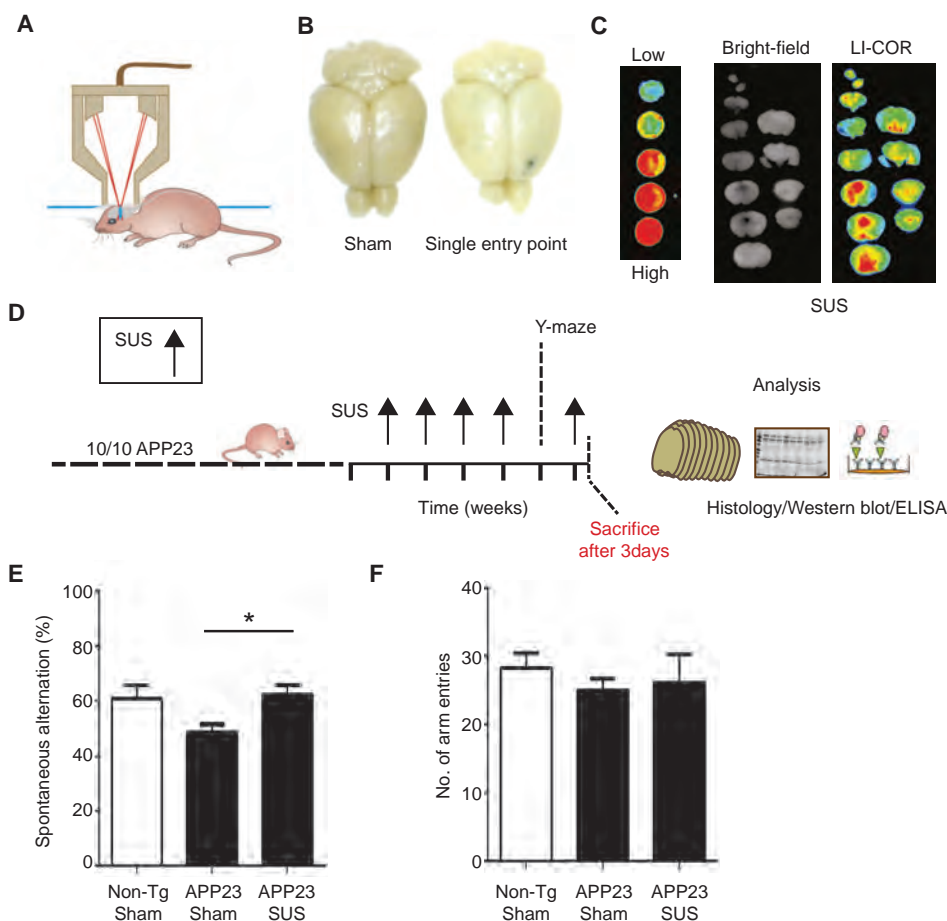 A
B
Sham
Single entry point
C
Low
High
Bright-field
LI-COR
SUS
D
SUS
10/10 APP23
SUS
Y-maze
Time (weeks)
Sacrifice
after 3days
Analysis
Histology/Western blot/ELISA
E
Spontaneous alternation (%)
100
80
60
40
20
0
*
Non-Tg
Sham
APP23
Sham
APP23
SUS
F
No. of arm entries
40
30
20
10
0
Non-Tg
Sham
APP23
Sham
APP23
SUS